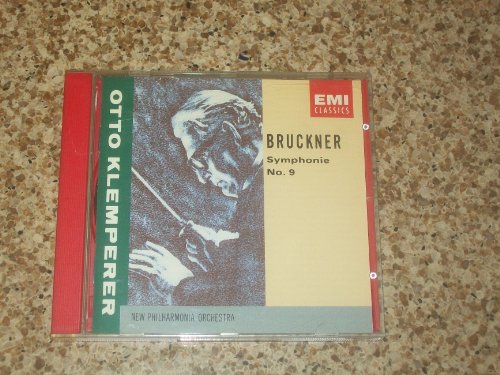 OTTO KLEMPERER
EMI
CLASSICS
BRUCKNER
Symphonie
No. 9
NEW PHILHARMONIA ORCHESTRA